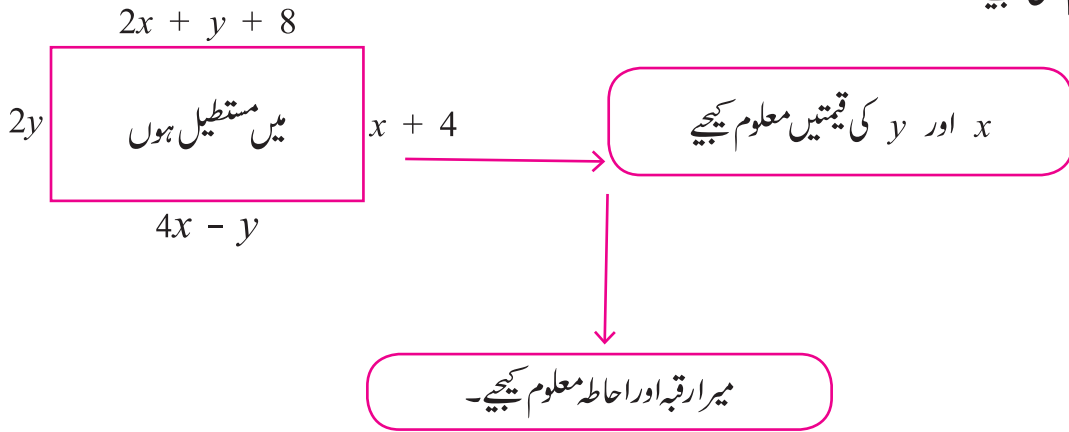 2x + y + 8
2y
میں مستطیل ہوں
x + 4
x اور y کی قیمتیں معلوم کیجیے
4x − y
میرا رقبہ اور احاطہ معلوم کیجیے۔